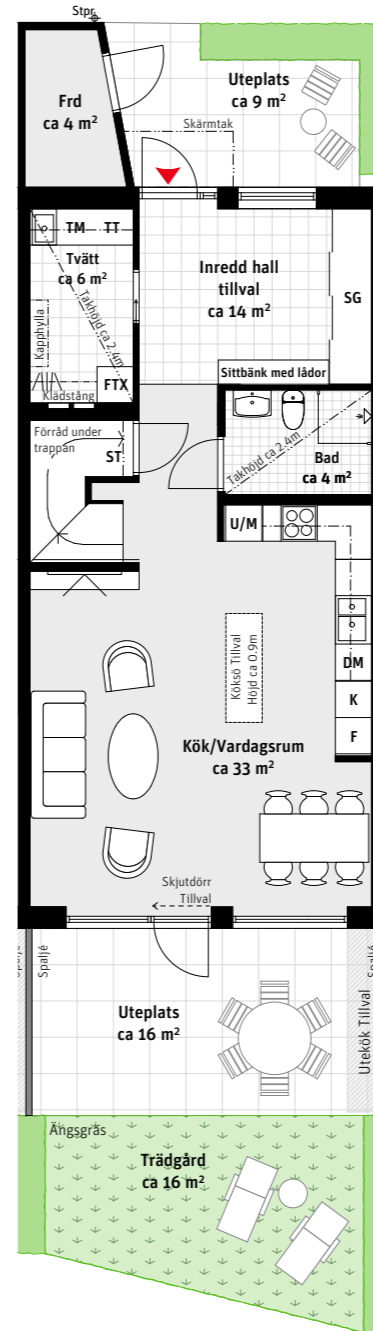 Stpr
Frd
ca 4 m²
Uteplats
ca 9 m²
Skärmtak
TM TT
Tvätt
ca 6 m²
Takhöjd ca 2.4m
Kapphylla
Klädstång
FTX
Inredd hall
tillval
ca 14 m²
SG
Sittbänk med lådor
Förråd under
trappan
ST
Takhöjd ca 2.4m
Bad
ca 4 m²
U/M
Köksö Tillval
Höjd ca 0.9m
DM
K
F
Kök/Vardagsrum
ca 33 m²
Skjutdörr
Tillval
Spaljé
Spaljé
Spaljé
Uteplats
ca 16 m²
Utekök Tillval
Ängsgräs
Trädgård
ca 16 m²